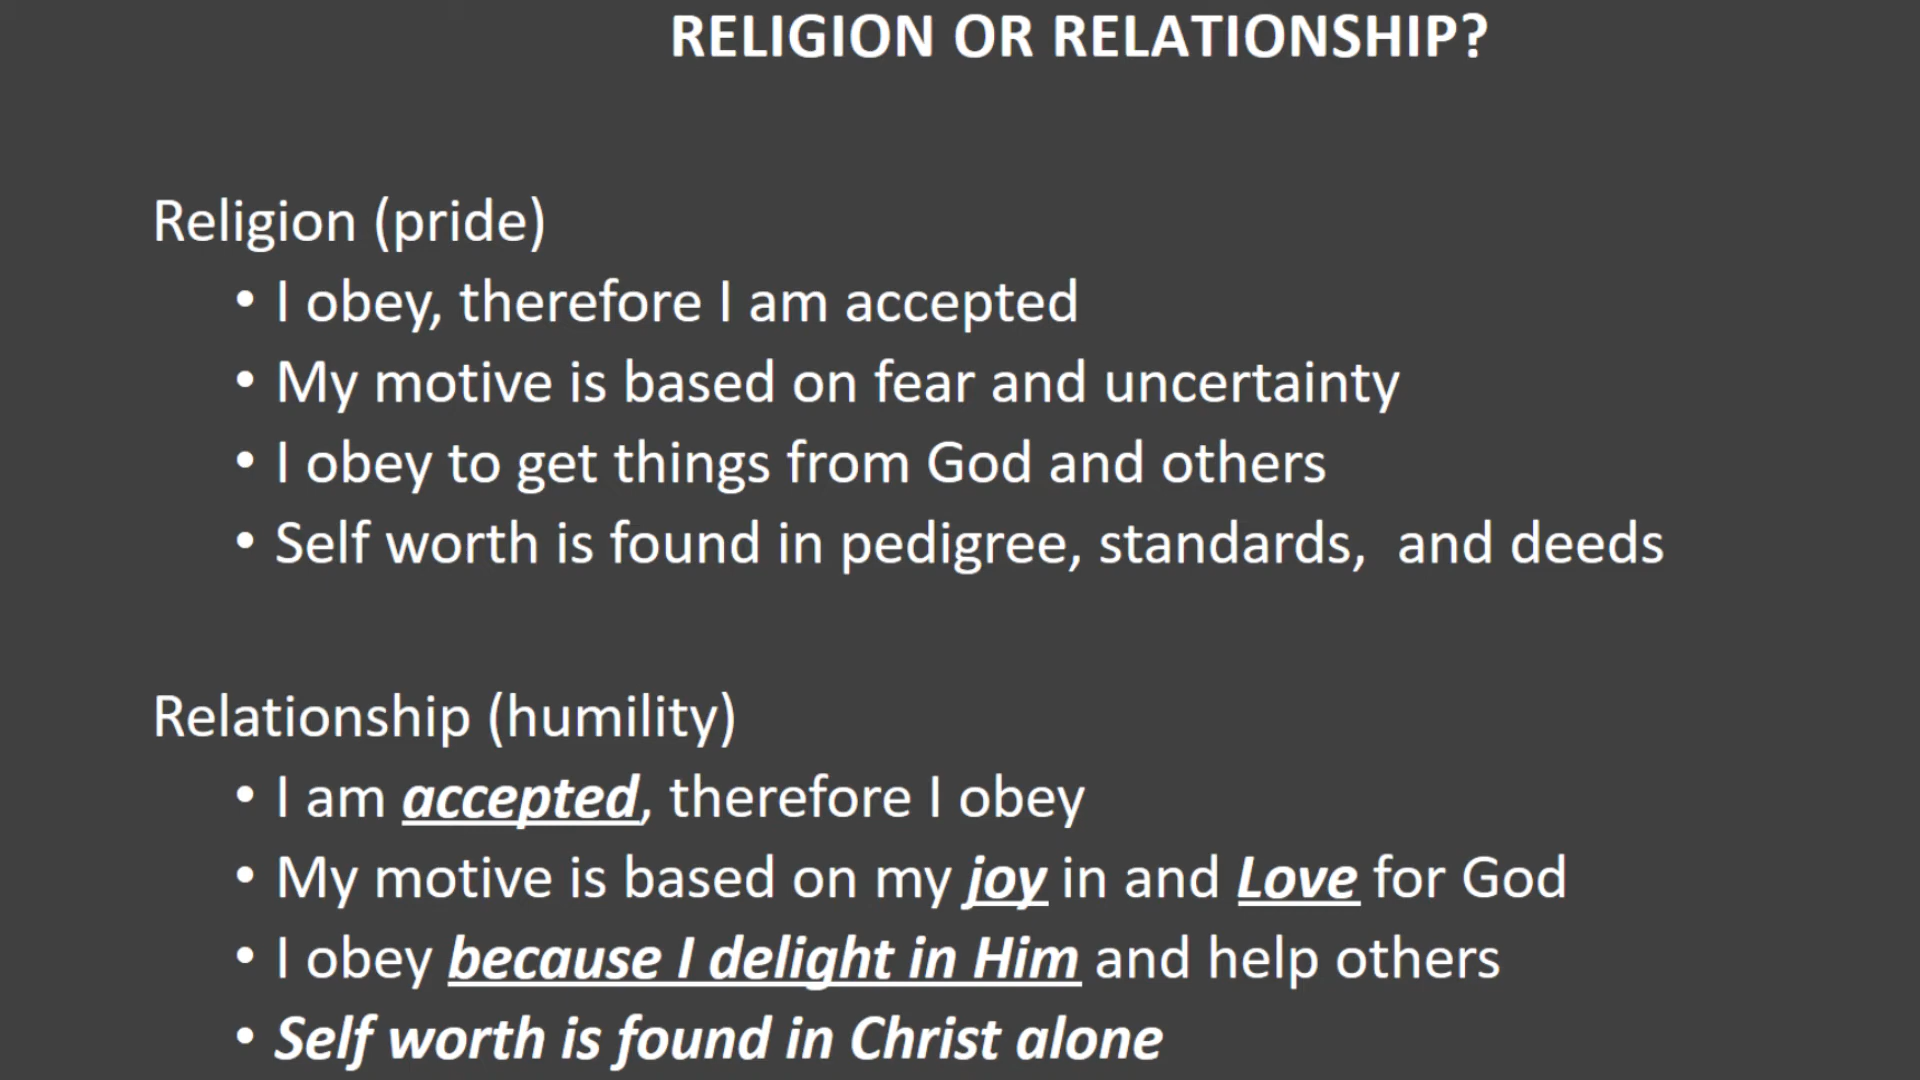 RELIGION OR RELATIONSHIP?
Religion (pride)
• I obey, therefore I am accepted
• My motive is based on fear and uncertainty
• I obey to get things from God and others
• Self worth is found in pedigree, standards,  and deeds
Relationship (humility)
• I am accepted, therefore I obey
• My motive is based on my joy in and Love for God
• I obey because I delight in Him and help others
• Self worth is found in Christ alone